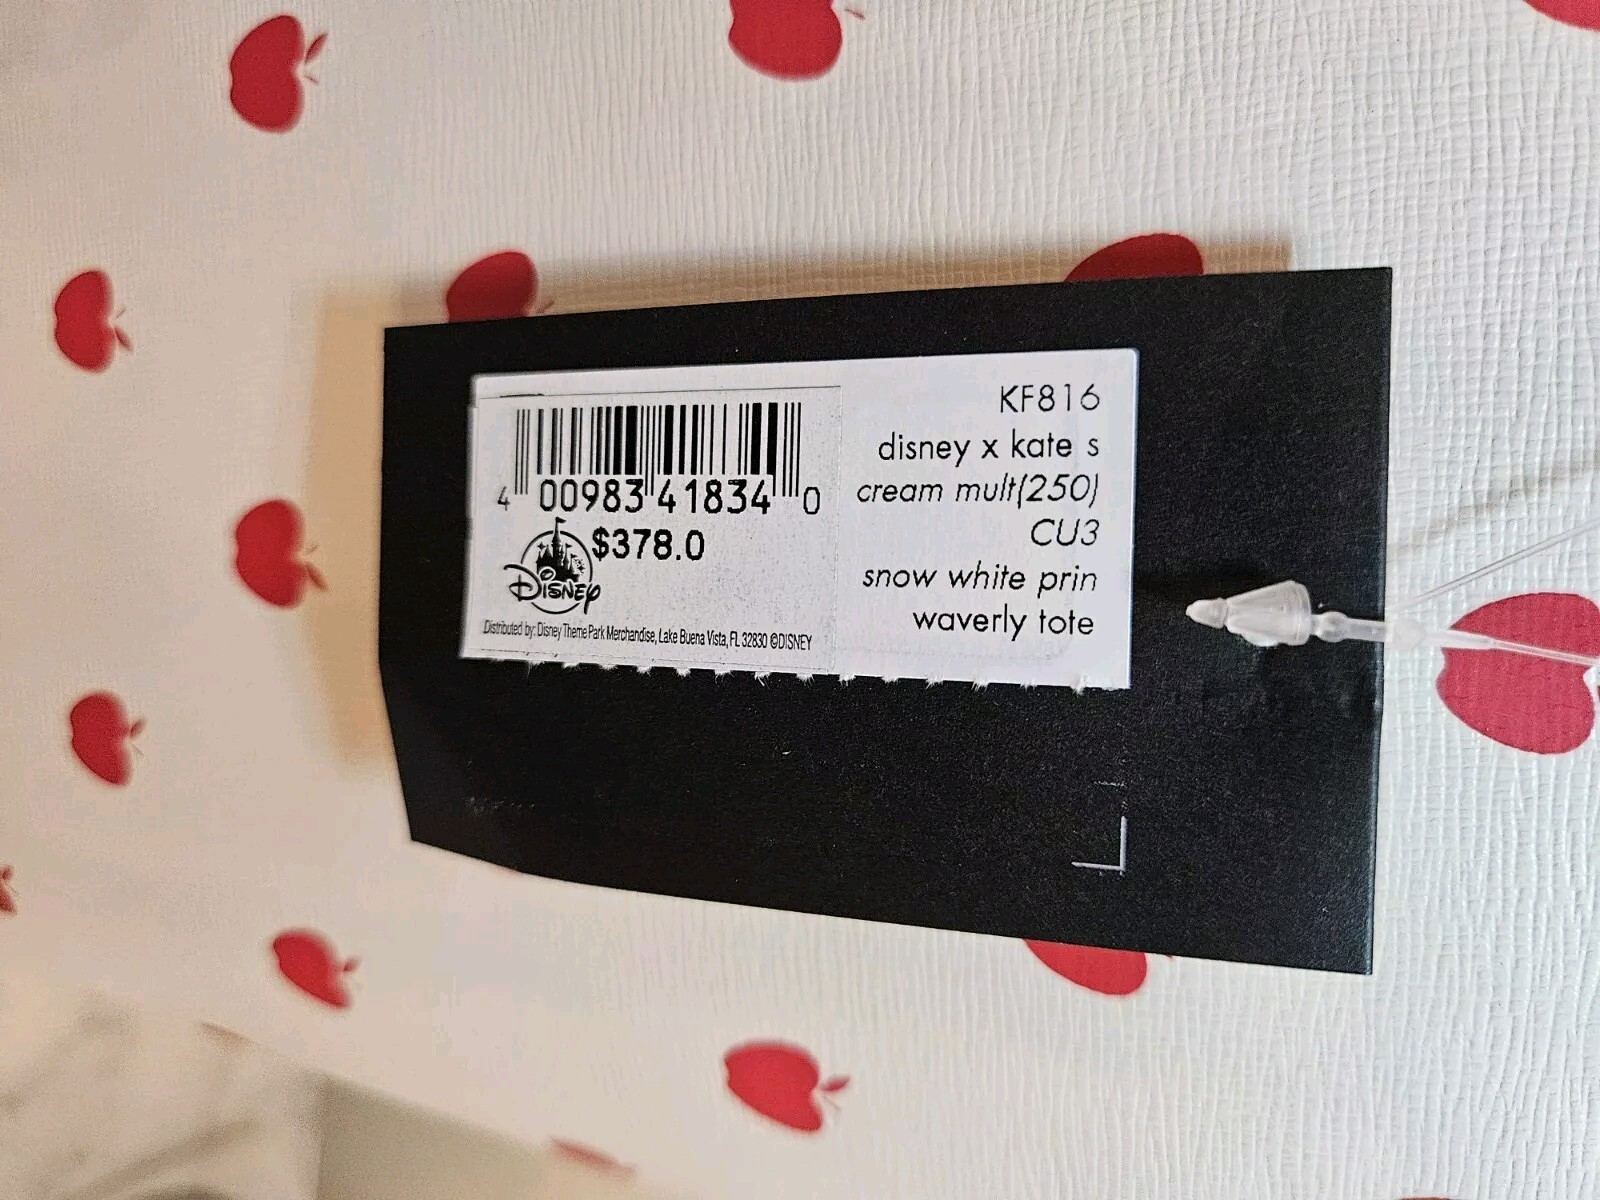 KF816
disney x kate s
cream mult(250)
CU3
snow white prin
waverly tote
4 00983 41834 0
$378.0
Disney
Distributed by: Disney Theme Park Merchandise, Lake Buena Vista, FL 32830 ©DISNEY